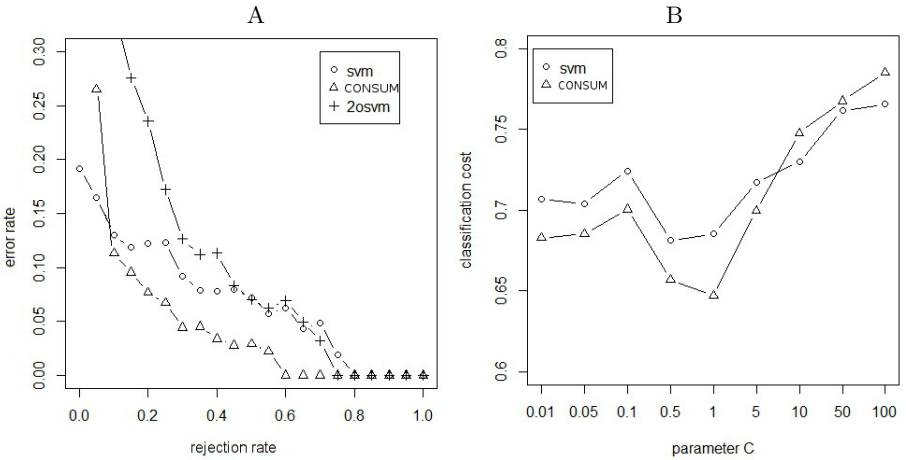 A
error rate
0.30
0.25
0.20
0.15
0.10
0.05
0.00
svm
CONSUM
2osvm
0.0 0.2 0.4 0.6 0.8 1.0
rejection rate
B
classification cost
0.8
0.75
0.7
0.65
0.6
svm
CONSUM
0.01 0.05 0.1 0.5 1 5 10 50 100
parameter C